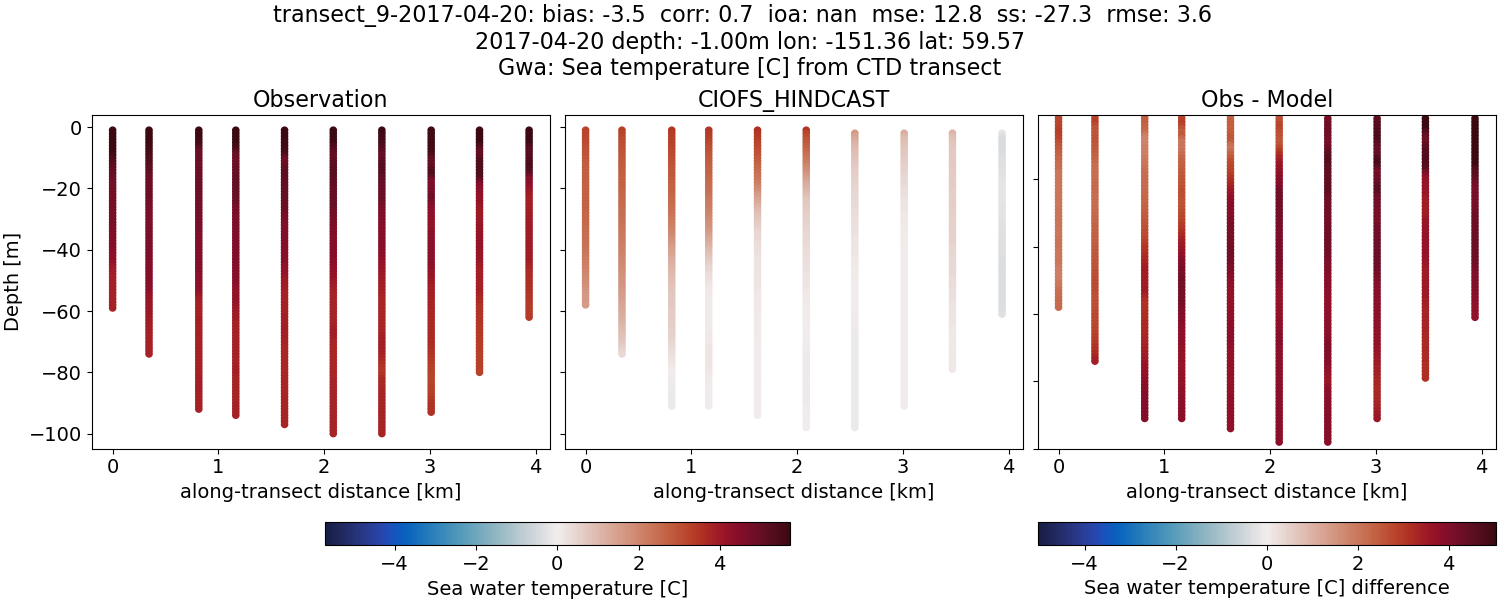 transect_9-2017-04-20: bias: -3.5  corr: 0.7  ioa: nan  mse: 12.8  ss: -27.3  rmse: 3.6
2017-04-20 depth: -1.00m lon: -151.36 lat: 59.57
Gwa: Sea temperature [C] from CTD transect
Observation
CIOFS_HINDCAST
Obs - Model
Depth [m]
0
−20
−40
−60
−80
−100
0 1 2 3 4
0 1 2 3 4
0 1 2 3 4
along-transect distance [km]
along-transect distance [km]
along-transect distance [km]
−4 −2 0 2 4
−4 −2 0 2 4
Sea water temperature [C]
Sea water temperature [C] difference